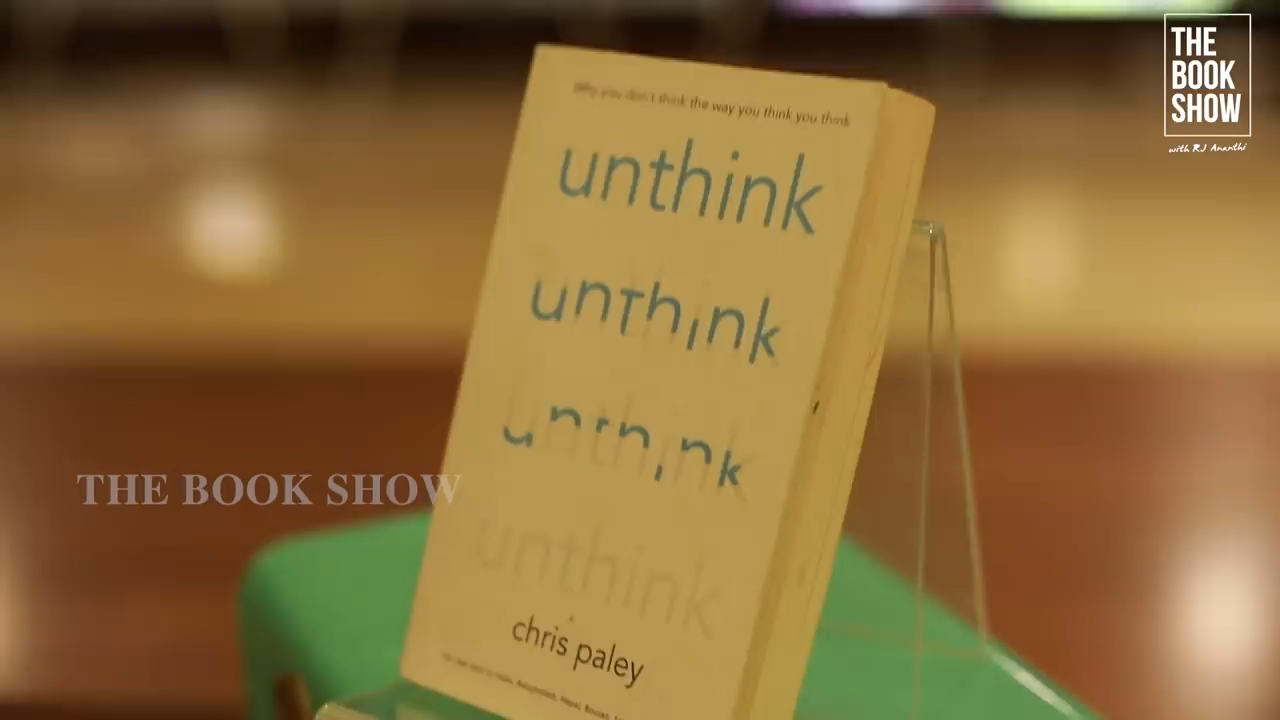 THE
BOOK
SHOW
with RJ Ananthi
Why you don't think the way you think you think
unthink
unthink
unthink
unthink
chris paley
THE BOOK SHOW